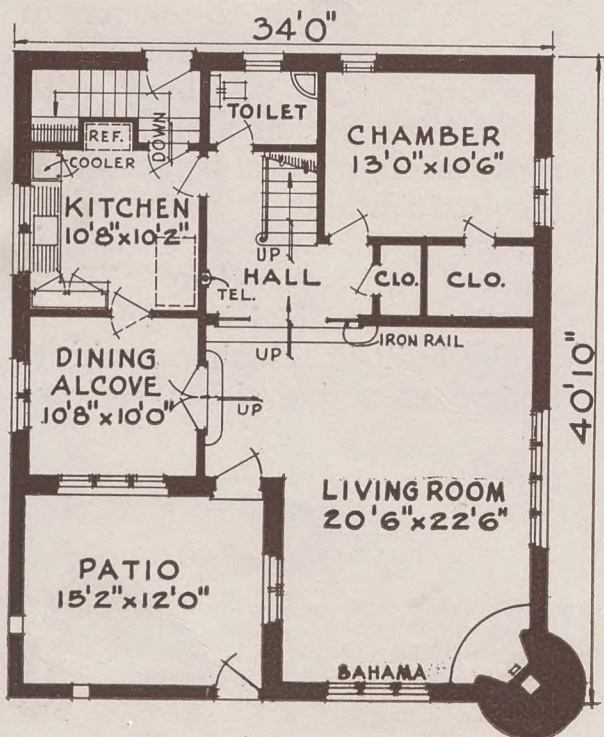 34'0"
TOILET
CHAMBER
13'0"x10'6"
REF.
DOWN
COOLER
KITCHEN
10'8"x10'2"
UP
HALL
TEL.
CLO.
CLO.
UP
IRON RAIL
DINING
ALCOVE
10'8"x10'0"
UP
40'10"
LIVING ROOM
20'6"x22'6"
PATIO
15'2"x12'0"
BAHAMA